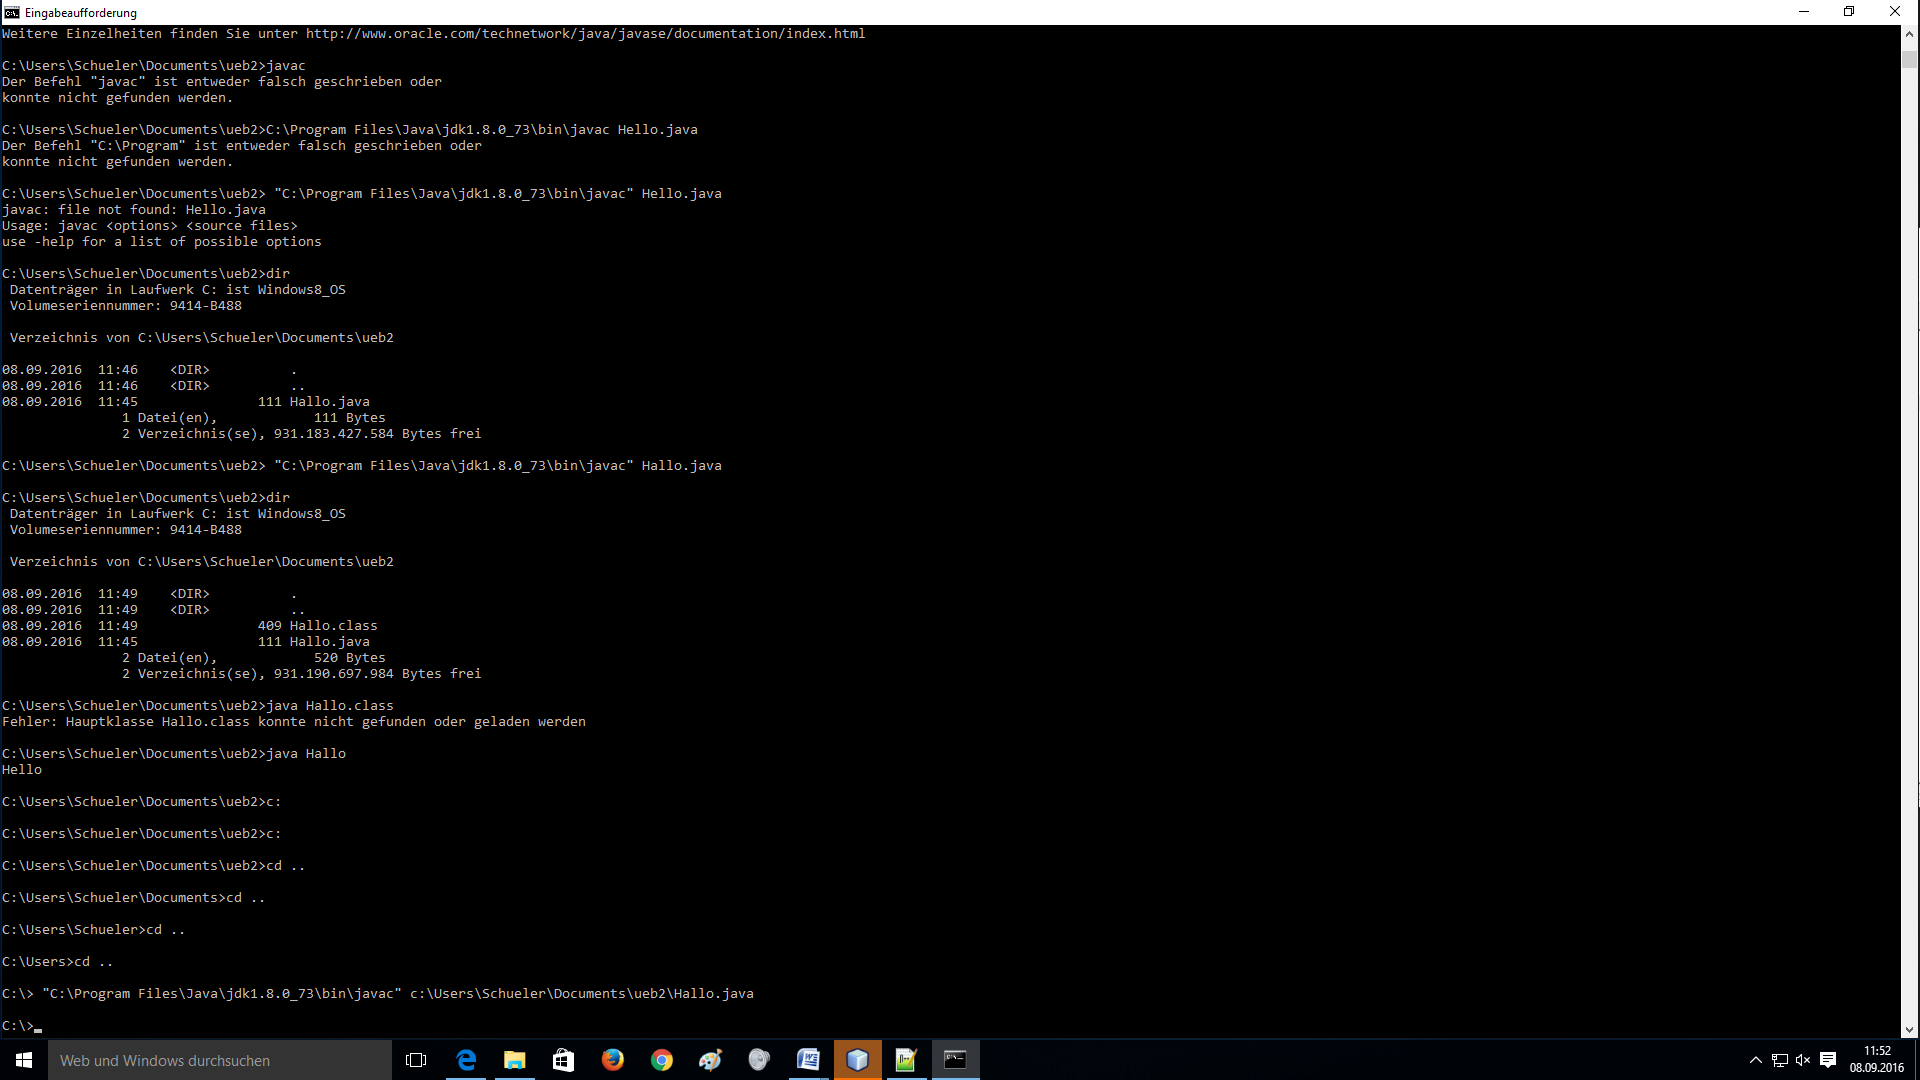 Eingabeaufforderung
Weitere Einzelheiten finden Sie unter http://www.oracle.com/technetwork/java/javase/documentation/index.html
C:\Users\Schueler\Documents\ueb2>javac
Der Befehl "javac" ist entweder falsch geschrieben oder
konnte nicht gefunden werden.
C:\Users\Schueler\Documents\ueb2>C:\Program Files\Java\jdk1.8.0_73\bin\javac Hello.java
Der Befehl "C:\Program" ist entweder falsch geschrieben oder
konnte nicht gefunden werden.
C:\Users\Schueler\Documents\ueb2> "C:\Program Files\Java\jdk1.8.0_73\bin\javac" Hello.java
javac: file not found: Hello.java
Usage: javac <options> <source files>
use -help for a list of possible options
C:\Users\Schueler\Documents\ueb2>dir
 Datenträger in Laufwerk C: ist Windows8_OS
 Volumeseriennummer: 9414-B488
 Verzeichnis von C:\Users\Schueler\Documents\ueb2
08.09.2016  11:46    <DIR>          .
08.09.2016  11:46    <DIR>          ..
08.09.2016  11:45               111 Hallo.java
               1 Datei(en),            111 Bytes
               2 Verzeichnis(se), 931.183.427.584 Bytes frei
C:\Users\Schueler\Documents\ueb2> "C:\Program Files\Java\jdk1.8.0_73\bin\javac" Hallo.java
C:\Users\Schueler\Documents\ueb2>dir
 Datenträger in Laufwerk C: ist Windows8_OS
 Volumeseriennummer: 9414-B488
 Verzeichnis von C:\Users\Schueler\Documents\ueb2
08.09.2016  11:49    <DIR>          .
08.09.2016  11:49    <DIR>          ..
08.09.2016  11:49               409 Hallo.class
08.09.2016  11:45               111 Hallo.java
               2 Datei(en),            520 Bytes
               2 Verzeichnis(se), 931.190.697.984 Bytes frei
C:\Users\Schueler\Documents\ueb2>java Hallo.class
Fehler: Hauptklasse Hallo.class konnte nicht gefunden oder geladen werden
C:\Users\Schueler\Documents\ueb2>java Hallo
Hello
C:\Users\Schueler\Documents\ueb2>c:
C:\Users\Schueler\Documents\ueb2>c:
C:\Users\Schueler\Documents\ueb2>cd ..
C:\Users\Schueler\Documents>cd ..
C:\Users\Schueler>cd ..
C:\Users>cd ..
C:\> "C:\Program Files\Java\jdk1.8.0_73\bin\javac" c:\Users\Schueler\Documents\ueb2\Hallo.java
C:\>
Web und Windows durchsuchen
11:52
08.09.2016